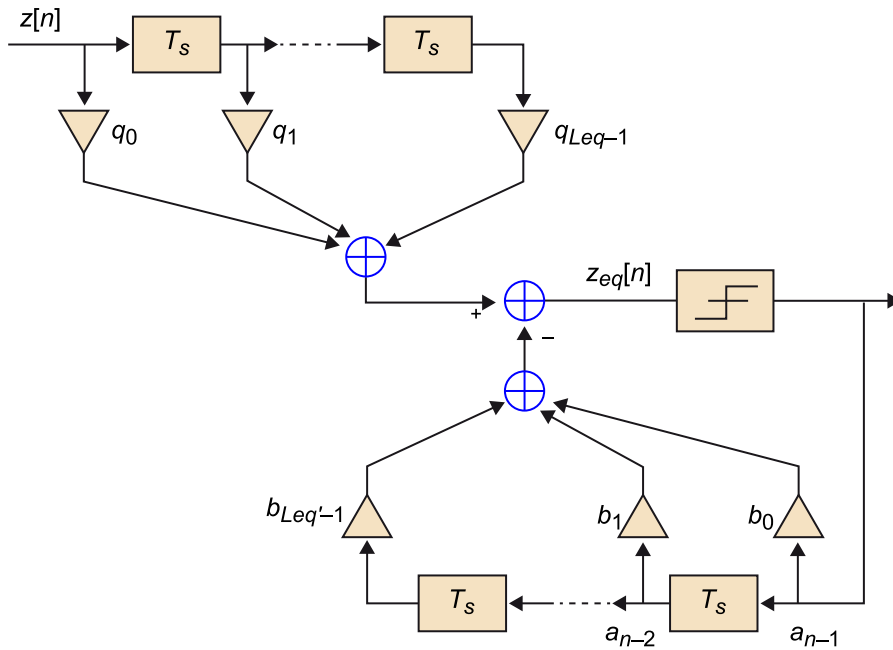 z[n]
Ts
Ts
q0
q1
qLeq–1
zeq[n]
+
–
bLeq'–1
b1
b0
Ts
Ts
an–2
an–1